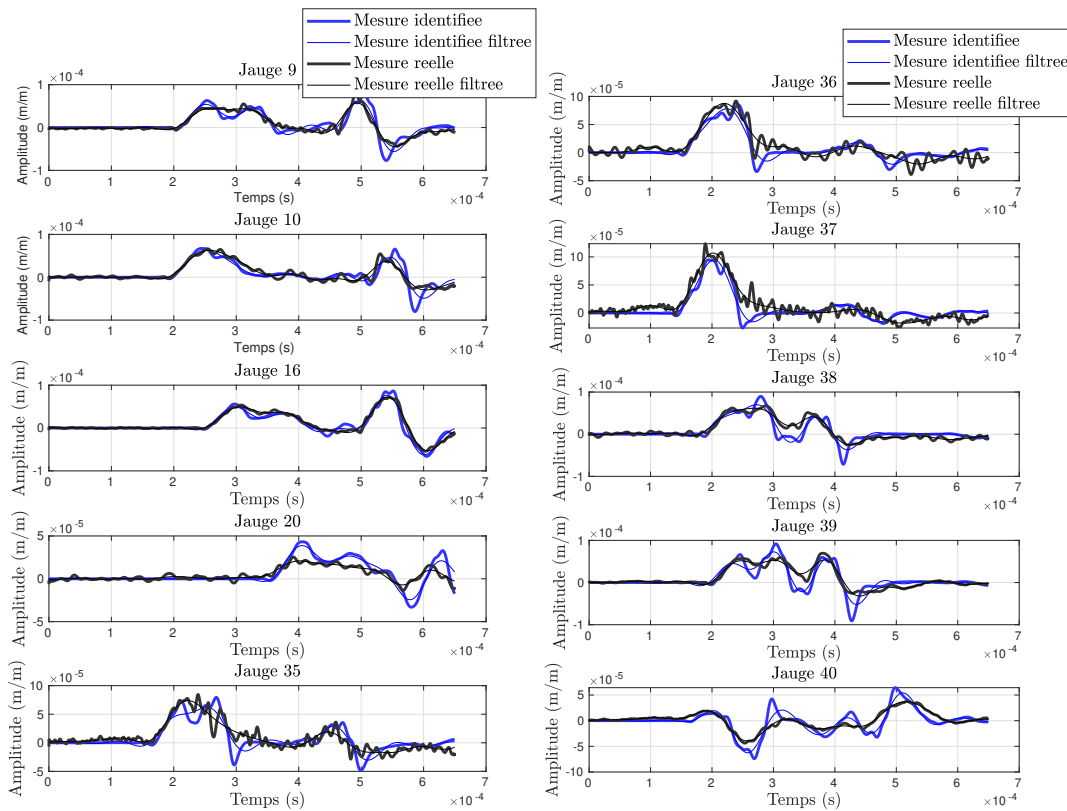 Mesure identifiee
Mesure identifiee filtree
Mesure reelle
Mesure reelle filtree
Jauge 9
×10⁻⁴
Amplitude (m/m)
1
0
-1
0 1 2 3 4 5 6 7
Temps (s)
×10⁻⁴
Jauge 10
×10⁻⁴
Amplitude (m/m)
1
0
-1
0 1 2 3 4 5 6 7
Temps (s)
×10⁻⁴
Jauge 16
×10⁻⁴
Amplitude (m/m)
1
0
-1
0 1 2 3 4 5 6 7
Temps (s)
×10⁻⁴
Jauge 20
×10⁻⁵
Amplitude (m/m)
5
0
-5
0 1 2 3 4 5 6 7
Temps (s)
×10⁻⁴
Jauge 35
×10⁻⁵
Amplitude (m/m)
10
5
0
-5
0 1 2 3 4 5 6 7
Temps (s)
×10⁻⁴
Mesure identifiee
Mesure identifiee filtree
Mesure reelle
Mesure reelle filtree
Jauge 36
×10⁻⁵
Amplitude (m/m)
10
5
0
-5
0 1 2 3 4 5 6 7
Temps (s)
×10⁻⁴
Jauge 37
×10⁻⁵
Amplitude (m/m)
10
5
0
0 1 2 3 4 5 6 7
Temps (s)
×10⁻⁴
Jauge 38
×10⁻⁴
Amplitude (m/m)
1
0
-1
0 1 2 3 4 5 6 7
Temps (s)
×10⁻⁴
Jauge 39
×10⁻⁴
Amplitude (m/m)
1
0
-1
0 1 2 3 4 5 6 7
Temps (s)
×10⁻⁴
Jauge 40
×10⁻⁵
Amplitude (m/m)
5
0
-5
-10
0 1 2 3 4 5 6 7
Temps (s)
×10⁻⁴